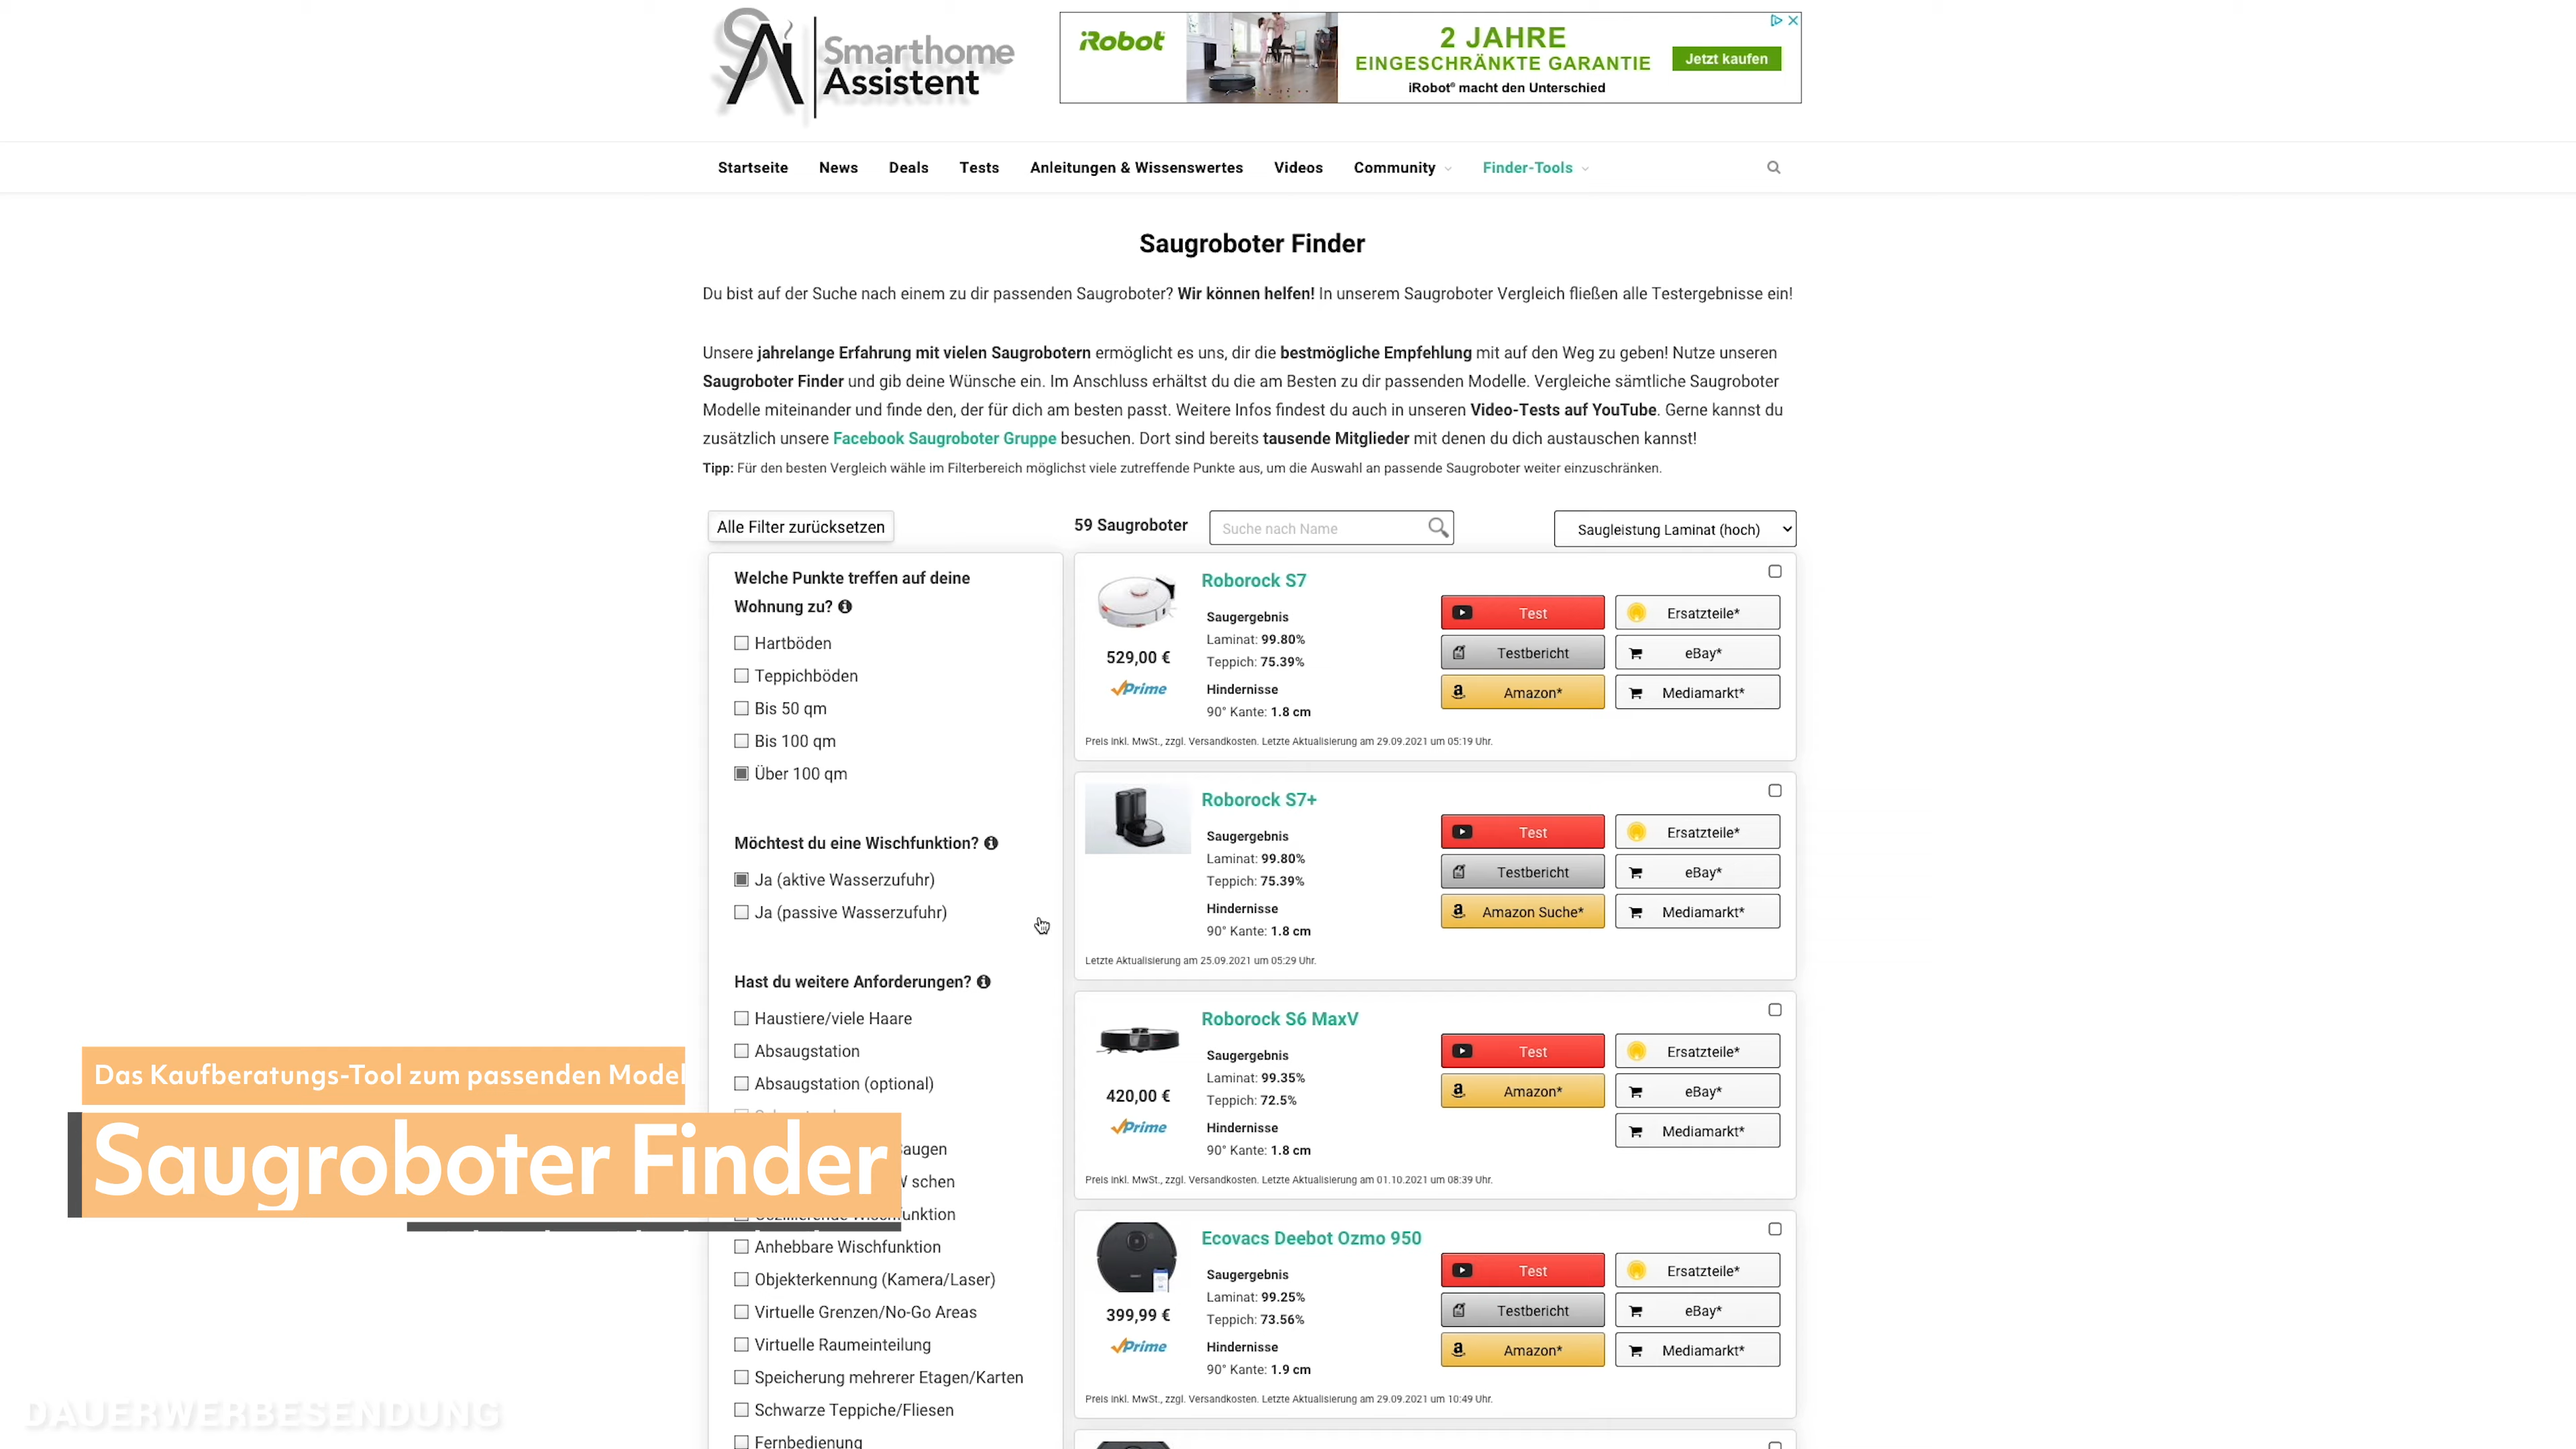 SA Smarthome
Assistent
iRobot
2 JAHRE
EINGESCHRÄNKTE GARANTIE
iRobot® macht den Unterschied
Jetzt kaufen
Startseite News Deals Tests Anleitungen & Wissenswertes Videos Community Finder-Tools
Saugroboter Finder
Du bist auf der Suche nach einem zu dir passenden Saugroboter? Wir können helfen! In unserem Saugroboter Vergleich fließen alle Testergebnisse ein!
Unsere jahrelange Erfahrung mit vielen Saugrobotern ermöglicht es uns, dir die bestmögliche Empfehlung mit auf den Weg zu geben! Nutze unseren
Saugroboter Finder und gib deine Wünsche ein. Im Anschluss erhältst du die am Besten zu dir passenden Modelle. Vergleiche sämtliche Saugroboter
Modelle miteinander und finde den, der für dich am besten passt. Weitere Infos findest du auch in unseren Video-Tests auf YouTube. Gerne kannst du
zusätzlich unsere Facebook Saugroboter Gruppe besuchen. Dort sind bereits tausende Mitglieder mit denen du dich austauschen kannst!
Tipp: Für den besten Vergleich wähle im Filterbereich möglichst viele zutreffende Punkte aus, um die Auswahl an passende Saugroboter weiter einzuschränken.
Alle Filter zurücksetzen
59 Saugroboter
Suche nach Name
Saugleistung Laminat (hoch)
Welche Punkte treffen auf deine
Wohnung zu?
Hartböden
Teppichböden
Bis 50 qm
Bis 100 qm
Über 100 qm
Möchtest du eine Wischfunktion?
Ja (aktive Wasserzufuhr)
Ja (passive Wasserzufuhr)
Hast du weitere Anforderungen?
Haustiere/viele Haare
Absaugstation
Absaugstation (optional)
augen
W schen
unktion
Anhebbare Wischfunktion
Objekterkennung (Kamera/Laser)
Virtuelle Grenzen/No-Go Areas
Virtuelle Raumeinteilung
Speicherung mehrerer Etagen/Karten
Schwarze Teppiche/Fliesen
Fernbedienung
Roborock S7
529,00 €
Prime
Saugergebnis
Laminat: 99.80%
Teppich: 75.39%
Hindernisse
90° Kante: 1.8 cm
Test
Testbericht
Amazon*
Ersatzteile*
eBay*
Mediamarkt*
Preis inkl. MwSt., zzgl. Versandkosten. Letzte Aktualisierung am 29.09.2021 um 05:19 Uhr.
Roborock S7+
Saugergebnis
Laminat: 99.80%
Teppich: 75.39%
Hindernisse
90° Kante: 1.8 cm
Test
Testbericht
Amazon Suche*
Ersatzteile*
eBay*
Mediamarkt*
Letzte Aktualisierung am 25.09.2021 um 05:29 Uhr.
Roborock S6 MaxV
420,00 €
Prime
Saugergebnis
Laminat: 99.35%
Teppich: 72.5%
Hindernisse
90° Kante: 1.8 cm
Test
Amazon*
Ersatzteile*
eBay*
Mediamarkt*
Preis inkl. MwSt., zzgl. Versandkosten. Letzte Aktualisierung am 01.10.2021 um 08:39 Uhr.
Ecovacs Deebot Ozmo 950
399,99 €
Prime
Saugergebnis
Laminat: 99.25%
Teppich: 73.56%
Hindernisse
90° Kante: 1.9 cm
Test
Testbericht
Amazon*
Ersatzteile*
eBay*
Mediamarkt*
Preis inkl. MwSt., zzgl. Versandkosten. Letzte Aktualisierung am 29.09.2021 um 10:49 Uhr.
Das Kaufberatungs-Tool zum passenden Model
Saugroboter Finder
DAUERWERBESENDUNG